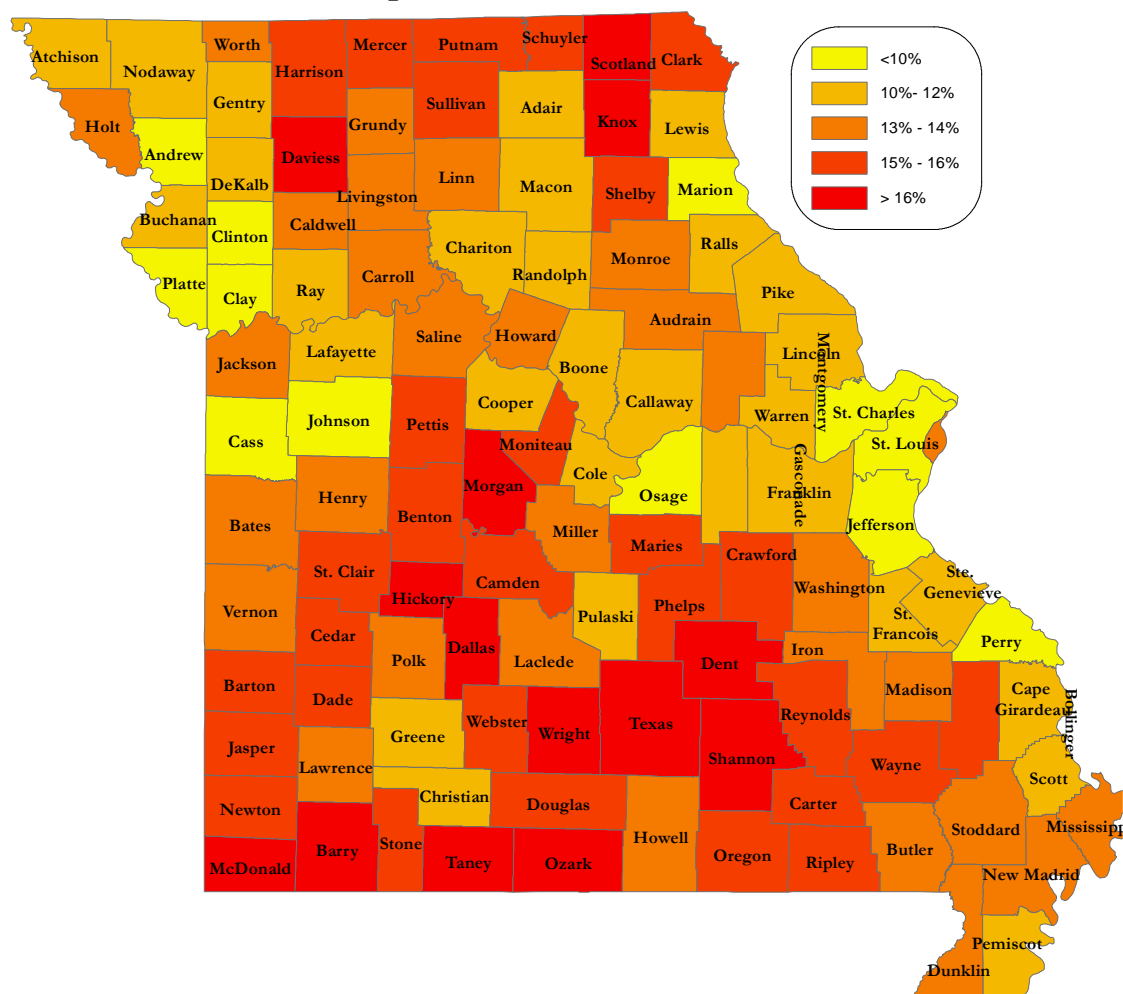 Atchison
Nodaway
Worth
Harrison
Mercer
Putnam
Schuyler
Scotland
Clark
<10%
10%- 12%
13% - 14%
15% - 16%
> 16%
Gentry
Sullivan
Adair
Holt
Grundy
Knox
Lewis
Andrew
Daviess
DeKalb
Linn
Macon
Shelby
Marion
Livingston
Buchanan
Clinton
Caldwell
Chariton
Randolph
Monroe
Ralls
Platte
Clay
Ray
Carroll
Pike
Audrain
Saline
Howard
Lafayette
Lincoln
Montgomery
Jackson
Boone
Callaway
Cooper
Warren
St. Charles
Johnson
Cass
Pettis
Moniteau
St. Louis
Cole
Morgan
Osage
Gasconade
Franklin
Henry
Bates
Benton
Miller
Jefferson
Maries
Crawford
St. Clair
Camden
Washington
Ste.
Genevieve
Hickory
Vernon
Pulaski
Phelps
St.
Francois
Cedar
Dallas
Perry
Polk
Laclede
Dent
Iron
Barton
Dade
Madison
Cape
Girardeau
Bollinger
Webster
Wright
Texas
Reynolds
Greene
Jasper
Shannon
Lawrence
Wayne
Scott
Christian
Newton
Douglas
Carter
Howell
Stoddard
Mississipp
Stone
Barry
Taney
Ozark
Oregon
Ripley
Butler
McDonald
New Madrid
Pemiscot
Dunklin